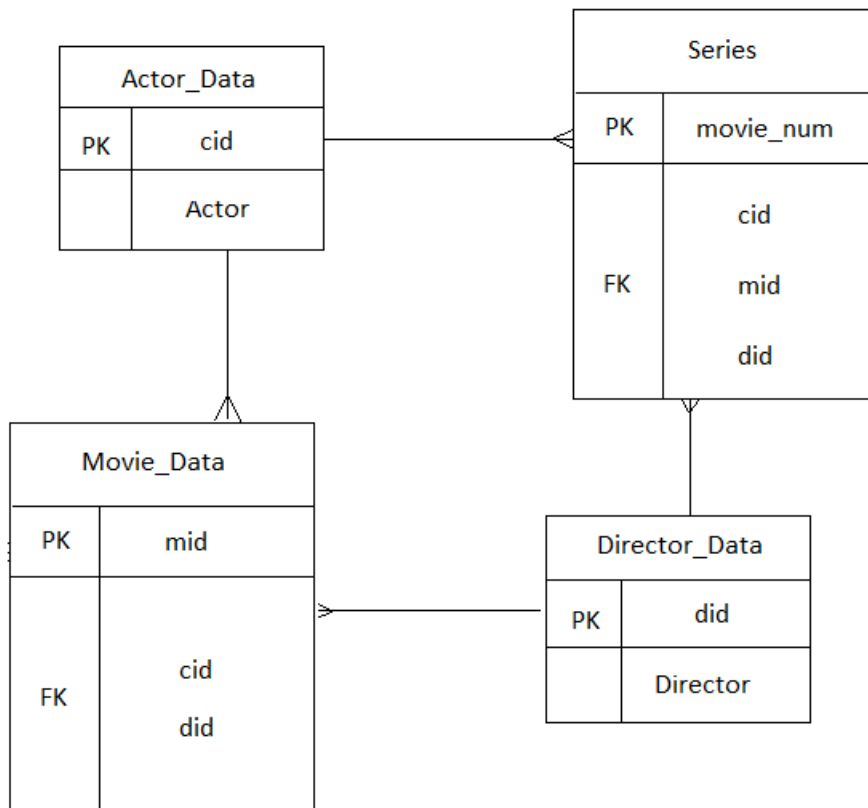 Actor_Data
PK cid
Actor
Series
PK movie_num
cid
FK mid
did
Movie_Data
PK mid
cid
FK
did
Director_Data
PK did
Director